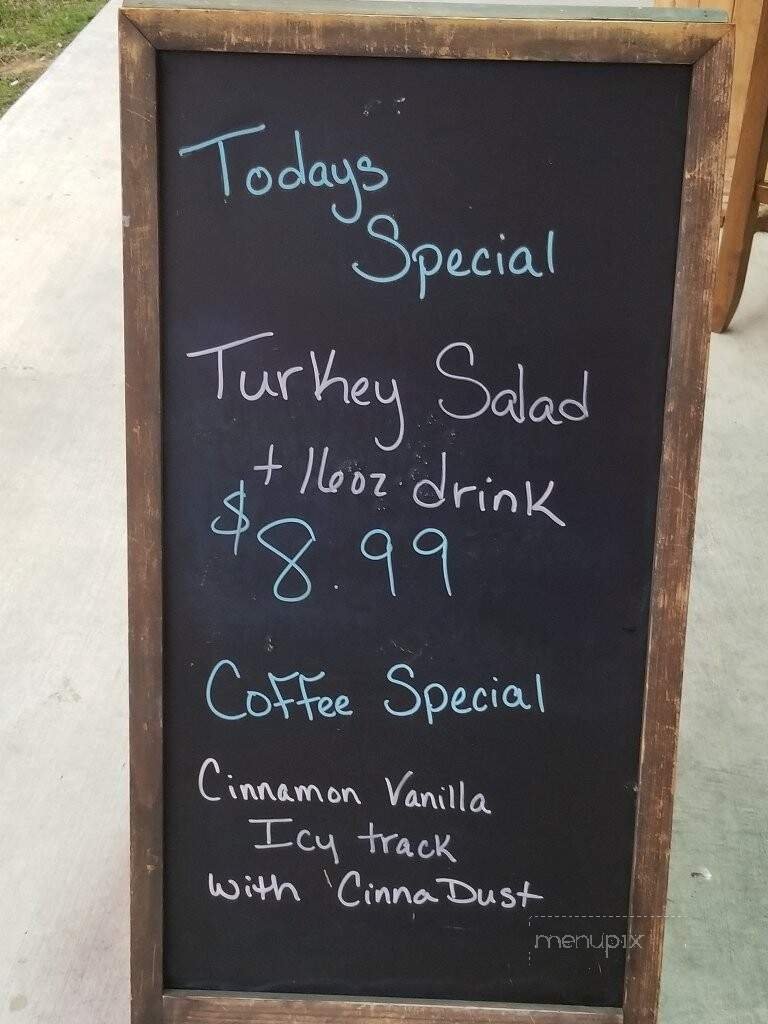 Todays
Special
Turkey Salad
+ 16oz. drink
$8.99
Coffee Special
Cinnamon Vanilla
Icy track
with CinnaDust
menupix